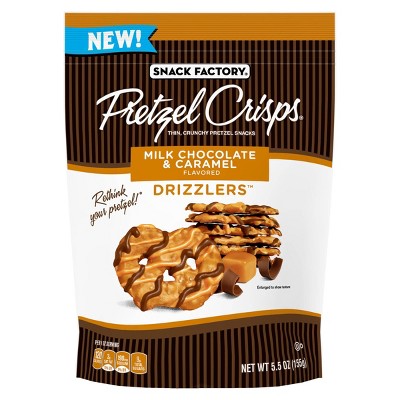 NEW!
SNACK FACTORY®
Pretzel Crisps®
THIN, CRUNCHY PRETZEL SNACKS
MILK CHOCOLATE
& CARAMEL
FLAVORED
DRIZZLERS™
Rethink
your pretzel!®
Enlarged to show texture
NET WT 5.5 OZ (155g)